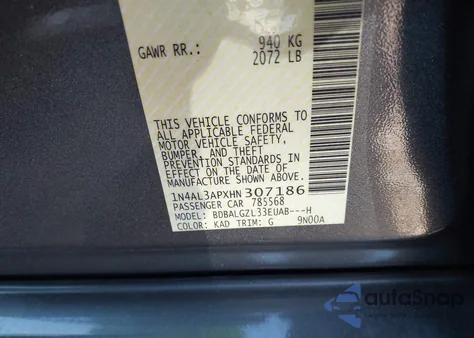 GAWR RR.: 940 KG
2072 LB
THIS VEHICLE CONFORMS TO
ALL APPLICABLE FEDERAL
MOTOR VEHICLE SAFETY,
BUMPER, AND THEFT
PREVENTION STANDARDS IN
EFFECT ON THE DATE OF
MANUFACTURE SHOWN ABOVE.
1N4AL3APXHN307186
PASSENGER CAR 785568
MODEL: BDBALGZL33EUAB---H
COLOR: KAD TRIM: G 9N00A
autoSnap